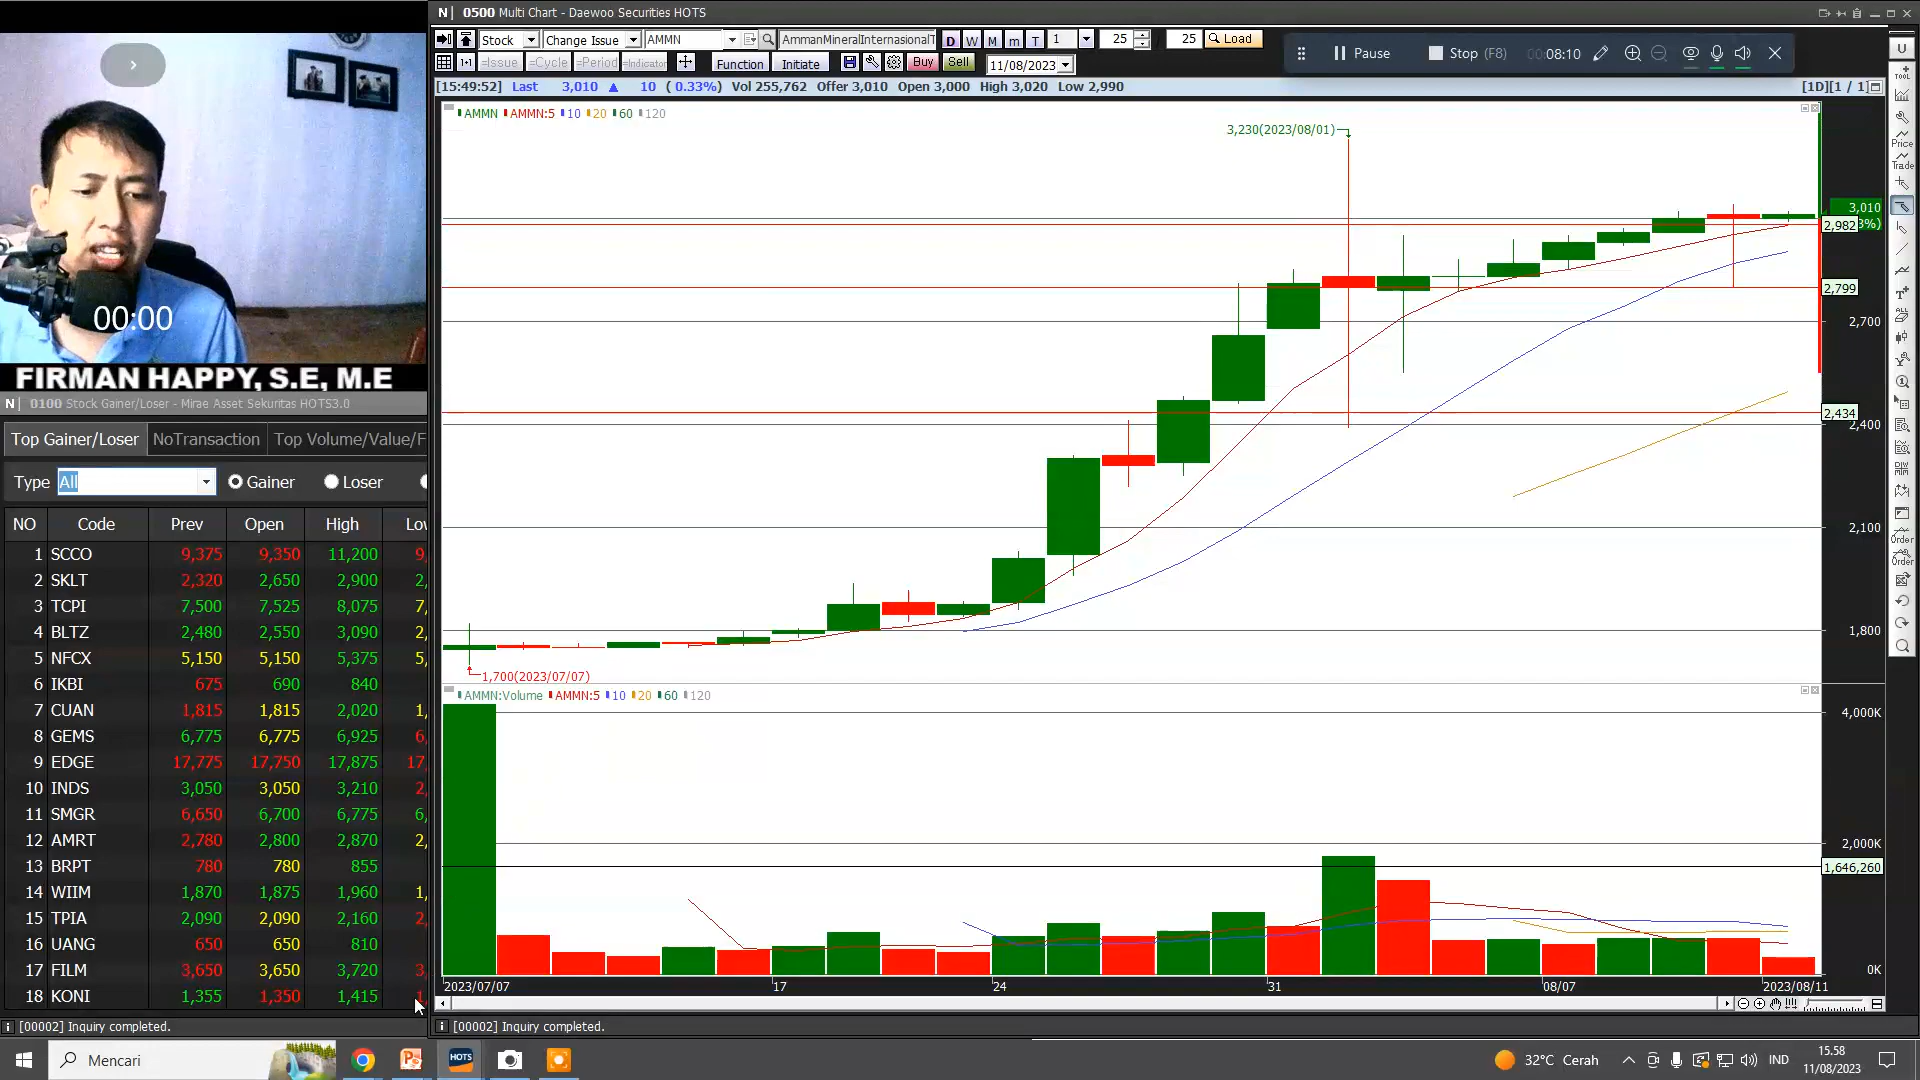 00:00
FIRMAN HAPPY, S.E, M.E
N 0100 Stock Gainer/Loser - Mirae Asset Sekuritas HOTS3.0
Top Gainer/Loser NoTransaction Top Volume/Value/F
Type All Gainer Loser
NO Code Prev Open High Lov
1 SCCO 9,375 9,350 11,200 9,
2 SKLT 2,320 2,650 2,900 2,
3 TCPI 7,500 7,525 8,075 7,
4 BLTZ 2,480 2,550 3,090 2,
5 NFCX 5,150 5,150 5,375 5,
6 IKBI 675 690 840
7 CUAN 1,815 1,815 2,020 1,
8 GEMS 6,775 6,775 6,925 6,
9 EDGE 17,775 17,750 17,875 17,
10 INDS 3,050 3,050 3,210 2,
11 SMGR 6,650 6,700 6,775 6,
12 AMRT 2,780 2,800 2,870 2,
13 BRPT 780 780 855
14 WIIM 1,870 1,875 1,960 1,
15 TPIA 2,090 2,090 2,160 2,
16 UANG 650 650 810
17 FILM 3,650 3,650 3,720 3,
18 KONI 1,355 1,350 1,415 1,
[00002] Inquiry completed.
N 0500 Multi Chart - Daewoo Securities HOTS
Stock Change Issue AMMN AmmanMineralInternasionalT D W M m T 1 25 25 Load
=Issue =Cycle =Period =Indicator Function Initiate Buy Sell 11/08/2023
Pause Stop (F8) 00:08:10
[15:49:52] Last 3,010 ▲ 10 ( 0.33%) Vol 255,762 Offer 3,010 Open 3,000 High 3,020 Low 2,990 [1D][1 / 1]
AMMN AMMN:5 10 20 60 120
3,230(2023/08/01)
3,010
2,982
2,799
2,700
2,434
2,400
2,100
1,800
1,700(2023/07/07)
AMMN:Volume AMMN:5 10 20 60 120
4,000K
2,000K
1,646,260
0K
2023/07/07 17 24 31 08/07 2023/08/11
[00002] Inquiry completed.
U
TOOL
Price
Trade
Order
Order
Mencari
HOTS
32°C Cerah
IND
15.58
11/08/2023